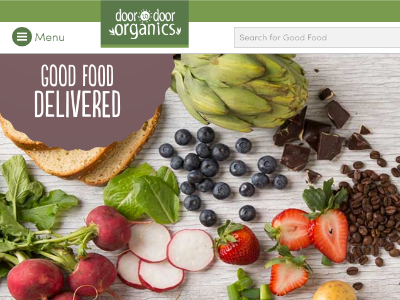 door to door
organics
Menu
Search for Good Food
GOOD FOOD
DELIVERED